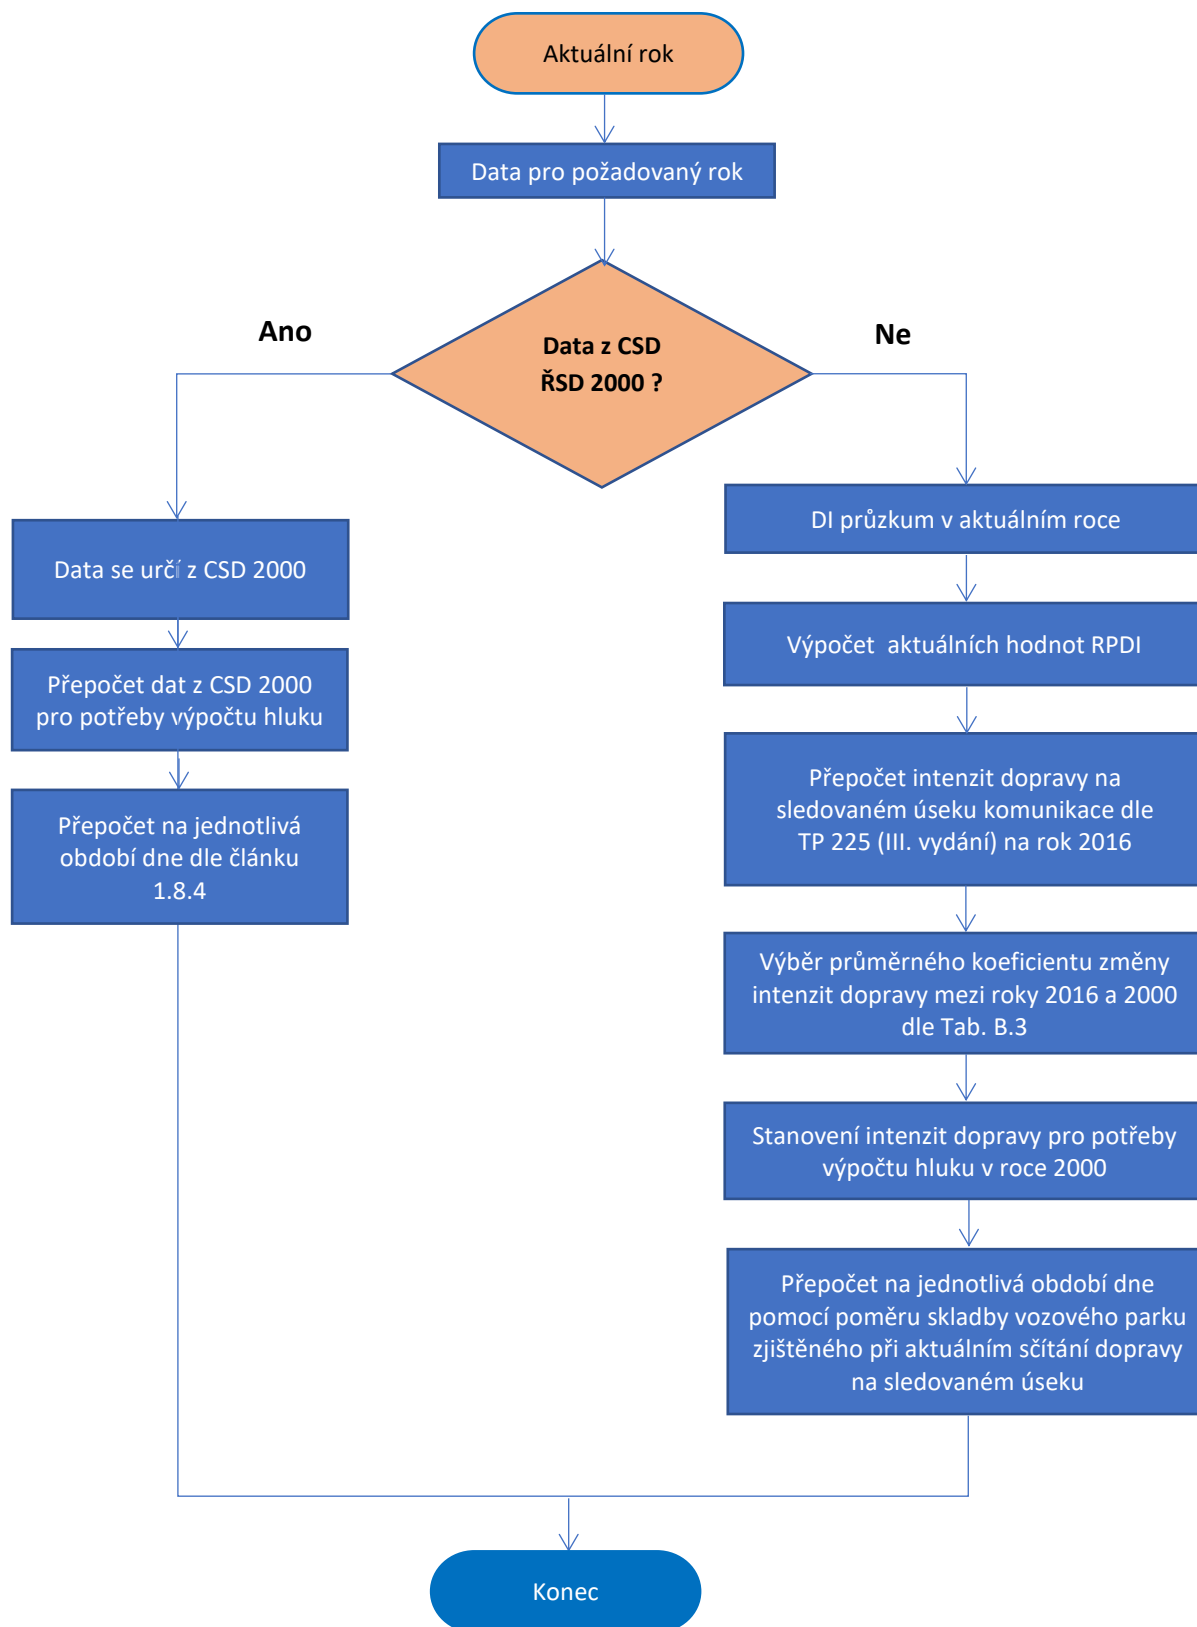 Aktuální rok
Data pro požadovaný rok
Ano
Data z CSD
ŘSD 2000 ?
Ne
Data se určí z CSD 2000
Přepočet dat z CSD 2000
pro potřeby výpočtu hluku
Přepočet na jednotlivá
období dne dle článku
1.8.4
DI průzkum v aktuálním roce
Výpočet aktuálních hodnot RPDI
Přepočet intenzit dopravy na
sledovaném úseku komunikace dle
TP 225 (III. vydání) na rok 2016
Výběr průměrného koeficientu změny
intenzit dopravy mezi roky 2016 a 2000
dle Tab. B.3
Stanovení intenzit dopravy pro potřeby
výpočtu hluku v roce 2000
Přepočet na jednotlivá období dne
pomocí poměru skladby vozového parku
zjištěného při aktuálním sčítání dopravy
na sledovaném úseku
Konec